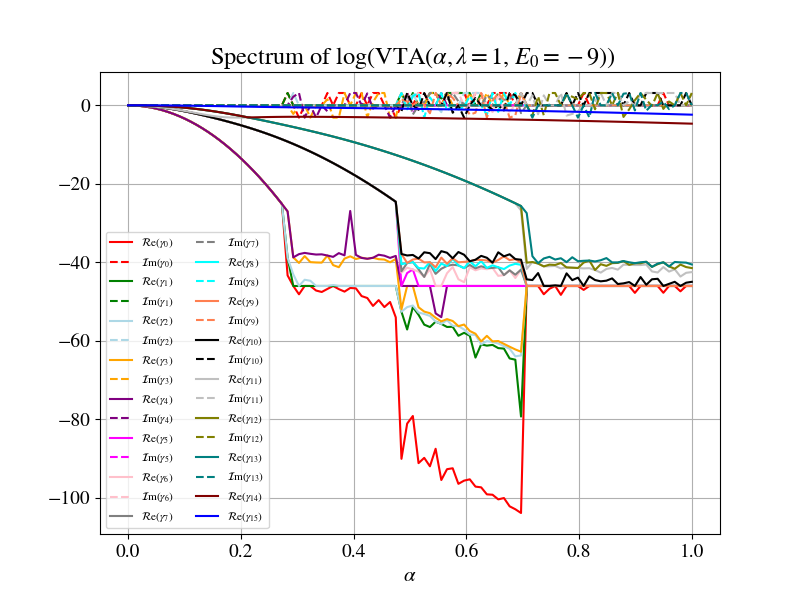 Spectrum of log(VTA(α, λ = 1, E₀ = −9))
0
−20
−40
−60
−80
−100
ℛe(γ₀)
ℐm(γ₀)
ℛe(γ₁)
ℐm(γ₁)
ℛe(γ₂)
ℐm(γ₂)
ℛe(γ₃)
ℐm(γ₃)
ℛe(γ₄)
ℐm(γ₄)
ℛe(γ₅)
ℐm(γ₅)
ℛe(γ₆)
ℐm(γ₆)
ℛe(γ₇)
ℐm(γ₇)
ℛe(γ₈)
ℐm(γ₈)
ℛe(γ₉)
ℐm(γ₉)
ℛe(γ₁₀)
ℐm(γ₁₀)
ℛe(γ₁₁)
ℐm(γ₁₁)
ℛe(γ₁₂)
ℐm(γ₁₂)
ℛe(γ₁₃)
ℐm(γ₁₃)
ℛe(γ₁₄)
ℛe(γ₁₅)
0.0 0.2 0.4 0.6 0.8 1.0
α